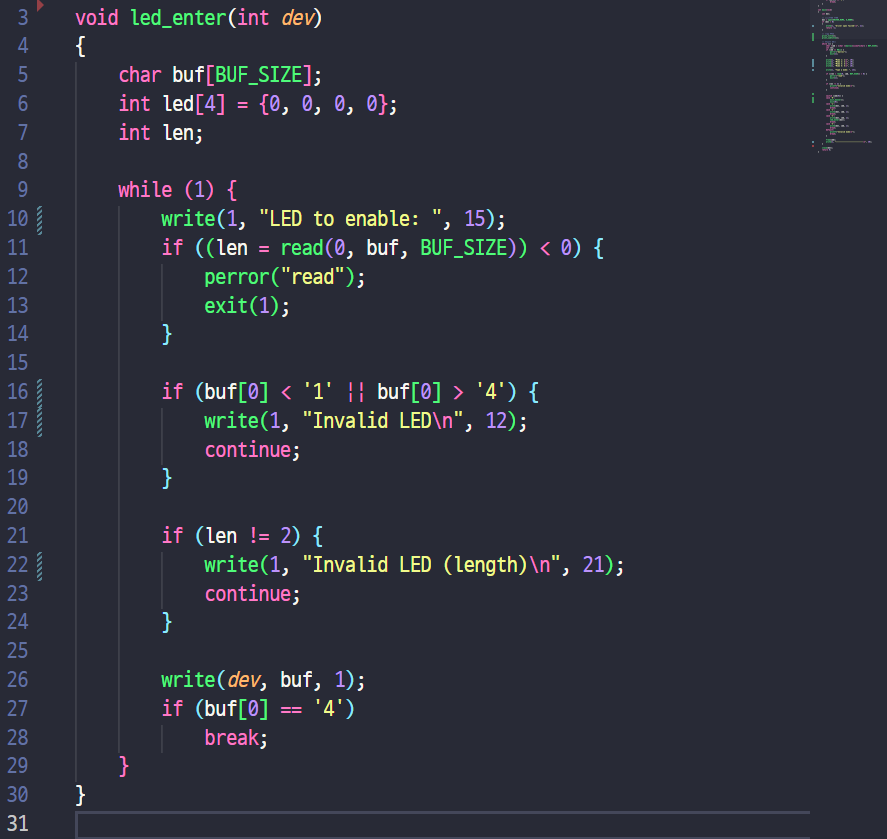 3 void led_enter(int dev)
4 {
5 char buf[BUF_SIZE];
6 int led[4] = {0, 0, 0, 0};
7 int len;
8
9 while (1) {
10 write(1, "LED to enable: ", 15);
11 if ((len = read(0, buf, BUF_SIZE)) < 0) {
12 perror("read");
13 exit(1);
14 }
15
16 if (buf[0] < '1' || buf[0] > '4') {
17 write(1, "Invalid LED\n", 12);
18 continue;
19 }
20
21 if (len != 2) {
22 write(1, "Invalid LED (length)\n", 21);
23 continue;
24 }
25
26 write(dev, buf, 1);
27 if (buf[0] == '4')
28 break;
29 }
30 }
31